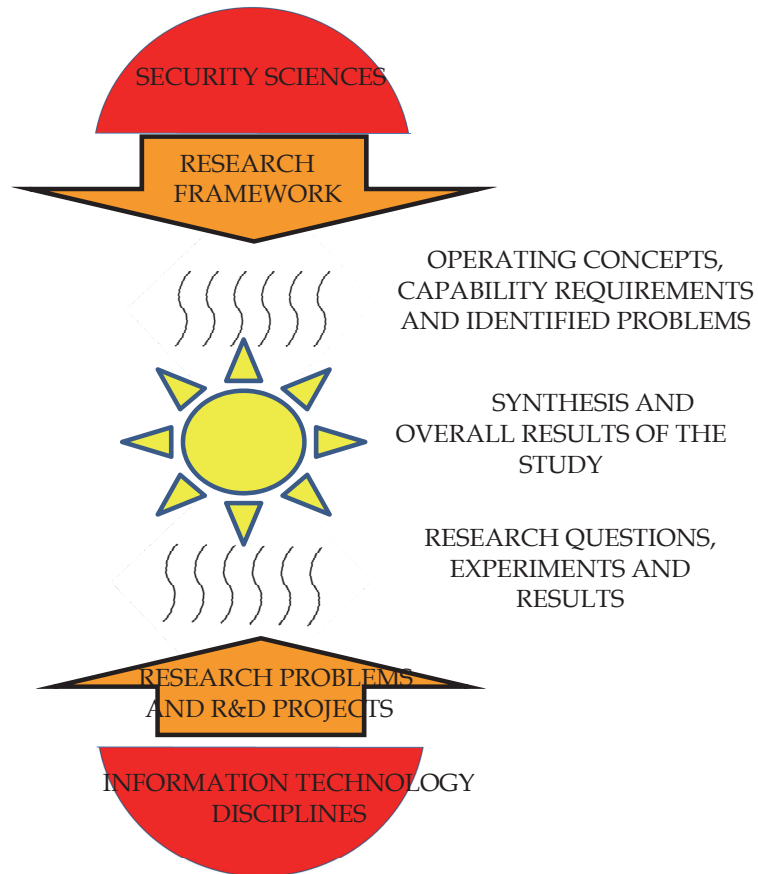 SECURITY SCIENCES
RESEARCH
FRAMEWORK
OPERATING CONCEPTS,
CAPABILITY REQUIREMENTS
AND IDENTIFIED PROBLEMS
SYNTHESIS AND
OVERALL RESULTS OF THE
STUDY
RESEARCH QUESTIONS,
EXPERIMENTS AND
RESULTS
RESEARCH PROBLEMS
AND R&D PROJECTS
INFORMATION TECHNOLOGY
DISCIPLINES